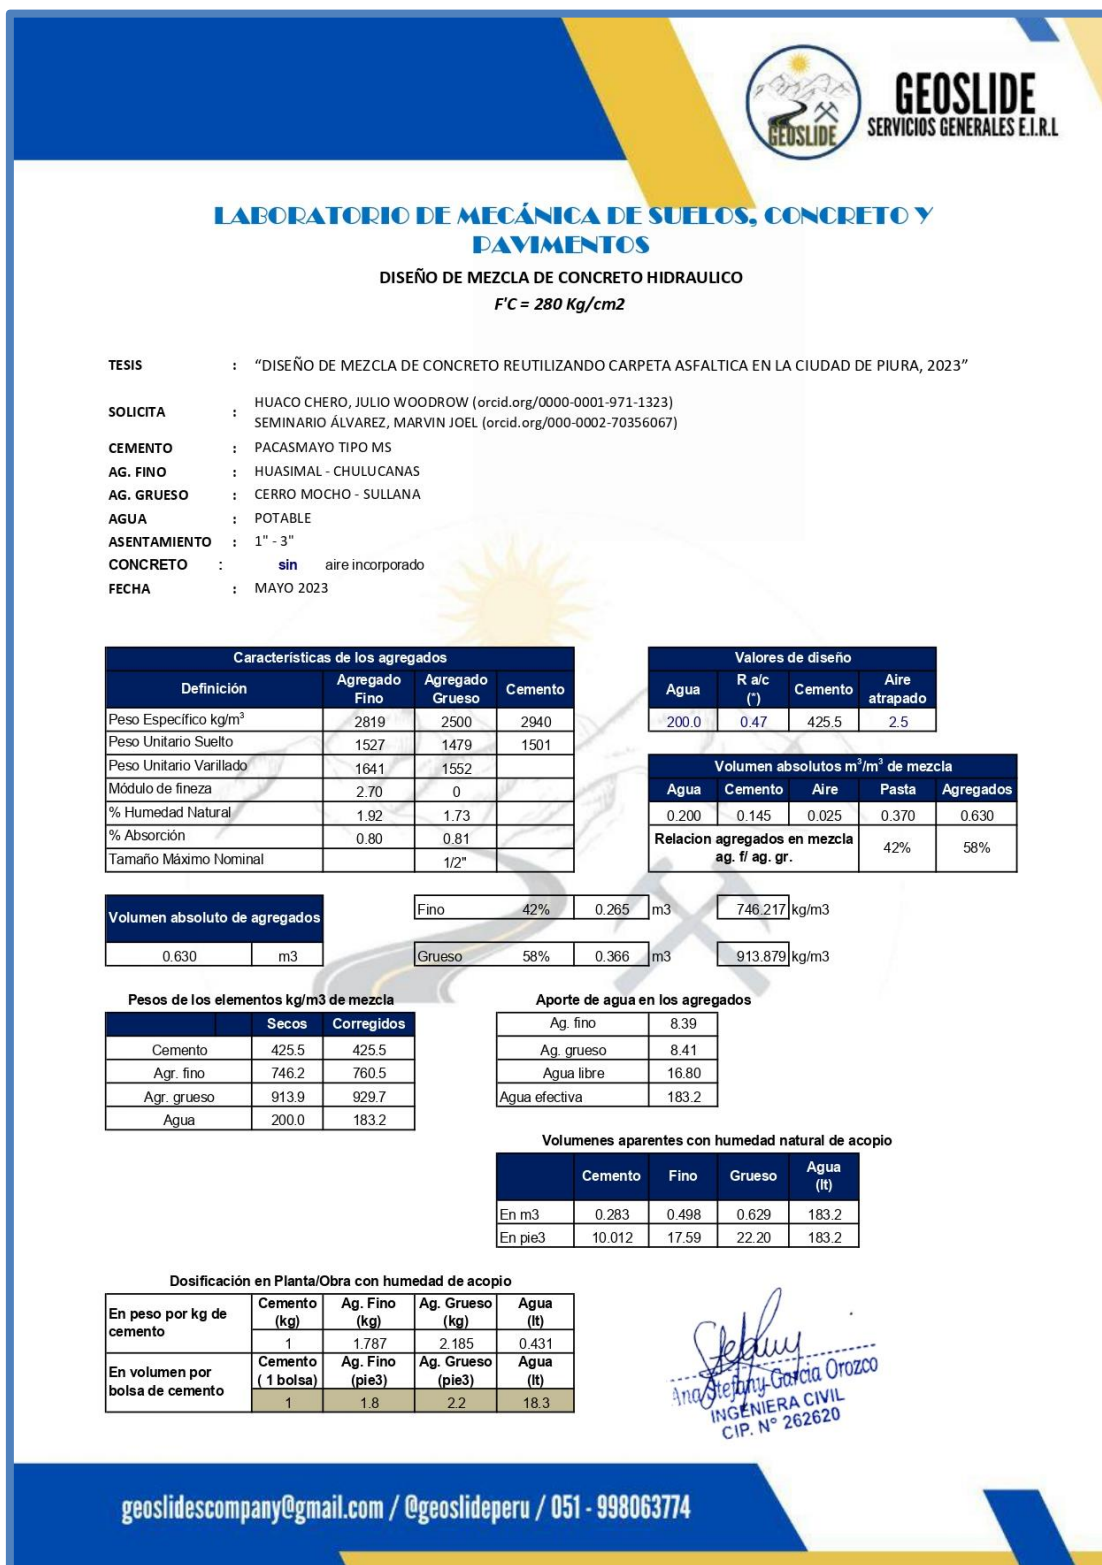 GEOSLIDE
GEOSLIDE
SERVICIOS GENERALES E.I.R.L
LABORATORIO DE MECÁNICA DE SUELOS, CONCRETO Y
PAVIMENTOS
DISEÑO DE MEZCLA DE CONCRETO HIDRAULICO
F'C = 280 Kg/cm2
TESIS : “DISEÑO DE MEZCLA DE CONCRETO REUTILIZANDO CARPETA ASFALTICA EN LA CIUDAD DE PIURA, 2023”
SOLICITA : HUACO CHERO, JULIO WOODROW (orcid.org/0000-0001-971-1323)
SEMINARIO ÁLVAREZ, MARVIN JOEL (orcid.org/000-0002-70356067)
CEMENTO : PACASMAYO TIPO MS
AG. FINO : HUASIMAL - CHULUCANAS
AG. GRUESO : CERRO MOCHO - SULLANA
AGUA : POTABLE
ASENTAMIENTO : 1" - 3"
CONCRETO : sin aire incorporado
FECHA : MAYO 2023
Características de los agregados
Definición Agregado Fino Agregado Grueso Cemento
Peso Específico kg/m³ 2819 2500 2940
Peso Unitario Suelto 1527 1479 1501
Peso Unitario Varillado 1641 1552
Módulo de fineza 2.70 0
% Humedad Natural 1.92 1.73
% Absorción 0.80 0.81
Tamaño Máximo Nominal 1/2"
Valores de diseño
Agua R a/c (*) Cemento Aire atrapado
200.0 0.47 425.5 2.5
Volumen absolutos m³/m³ de mezcla
Agua Cemento Aire Pasta Agregados
0.200 0.145 0.025 0.370 0.630
Relacion agregados en mezcla ag. f/ ag. gr. 42% 58%
Volumen absoluto de agregados
0.630 m3
Fino 42% 0.265 m3 746.217 kg/m3
Grueso 58% 0.366 m3 913.879 kg/m3
Pesos de los elementos kg/m3 de mezcla
Secos Corregidos
Cemento 425.5 425.5
Agr. fino 746.2 760.5
Agr. grueso 913.9 929.7
Agua 200.0 183.2
Aporte de agua en los agregados
Ag. fino 8.39
Ag. grueso 8.41
Agua libre 16.80
Agua efectiva 183.2
Volumenes aparentes con humedad natural de acopio
Cemento Fino Grueso Agua (lt)
En m3 0.283 0.498 0.629 183.2
En pie3 10.012 17.59 22.20 183.2
Dosificación en Planta/Obra con humedad de acopio
En peso por kg de cemento Cemento (kg) Ag. Fino (kg) Ag. Grueso (kg) Agua (lt)
1 1.787 2.185 0.431
En volumen por bolsa de cemento Cemento ( 1 bolsa) Ag. Fino (pie3) Ag. Grueso (pie3) Agua (lt)
1 1.8 2.2 18.3
Ana Stefany Garcia Orozco
INGENIERA CIVIL
CIP. N° 262620
geoslidescompany@gmail.com / @geoslideperu / 051 - 998063774